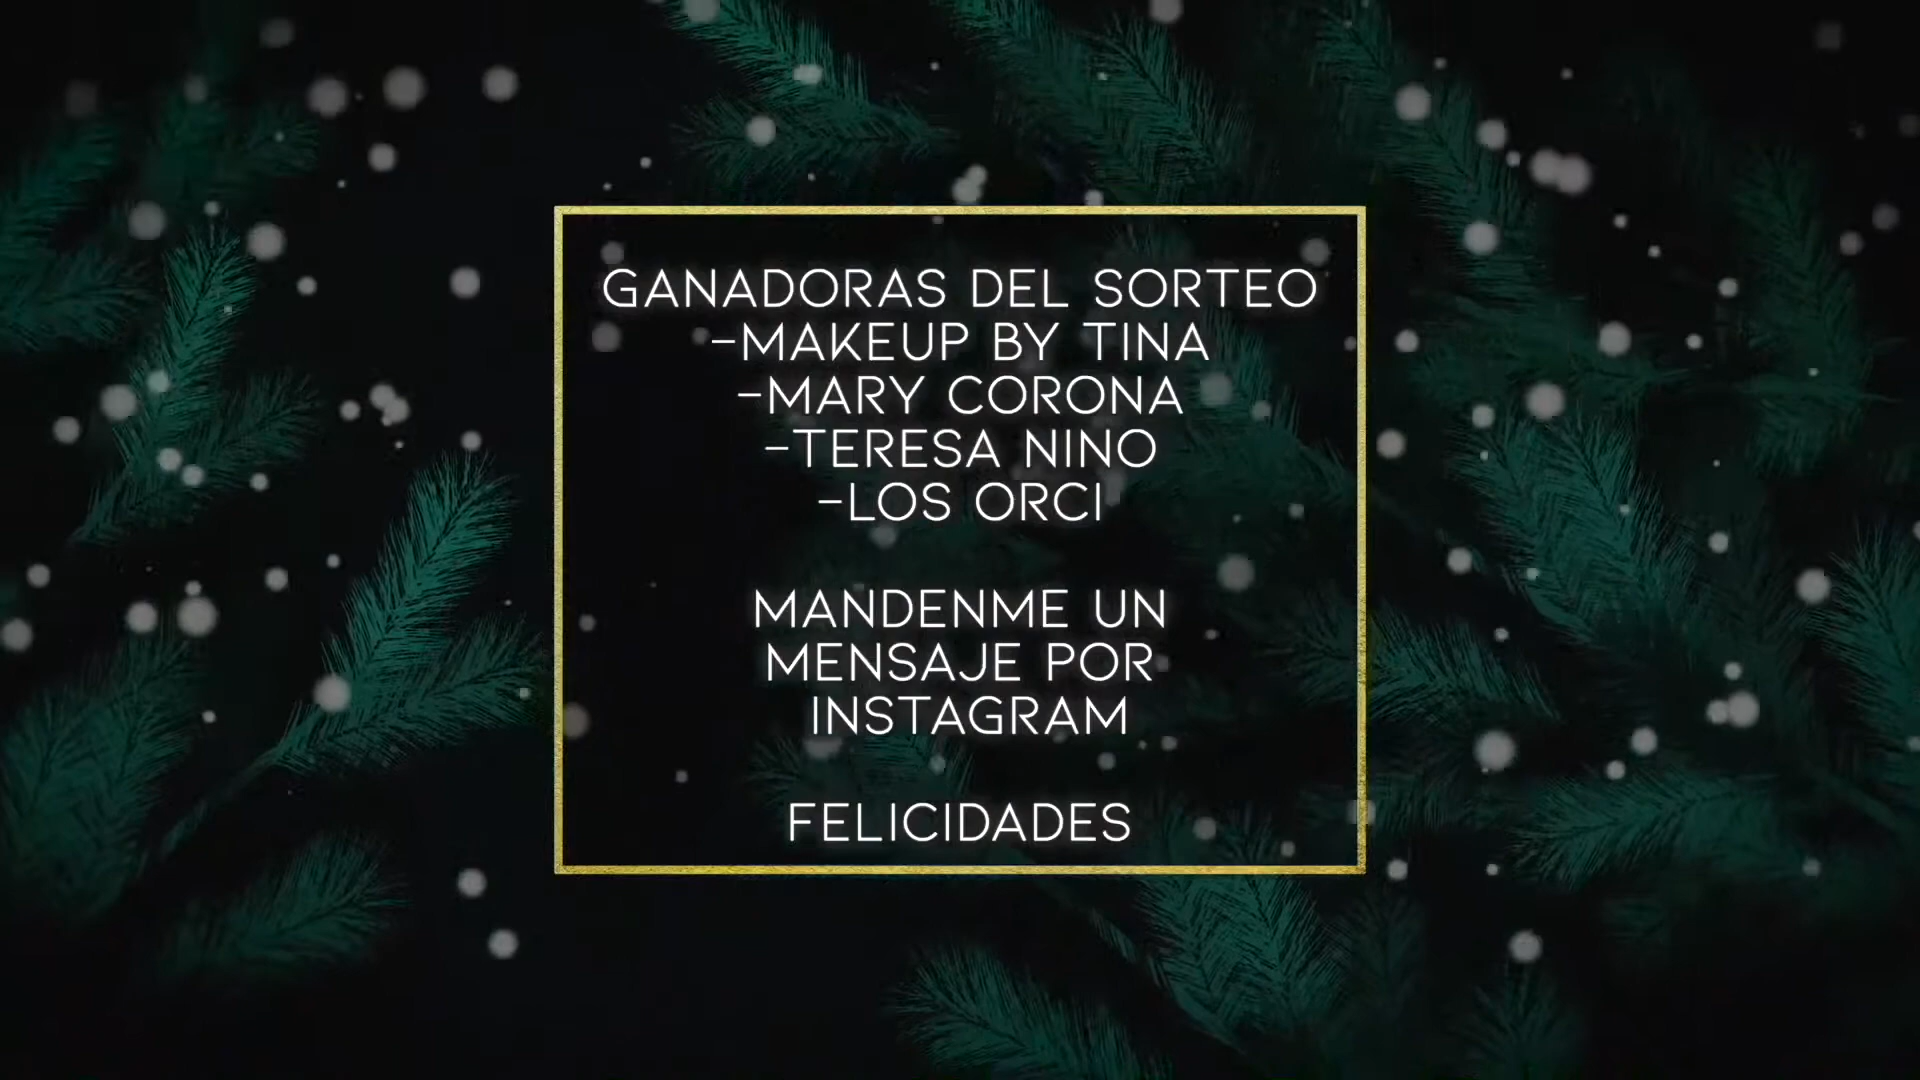 GANADORAS DEL SORTEO
-MAKEUP BY TINA
-MARY CORONA
-TERESA NINO
-LOS ORCI
MANDENME UN
MENSAJE POR
INSTAGRAM
FELICIDADES